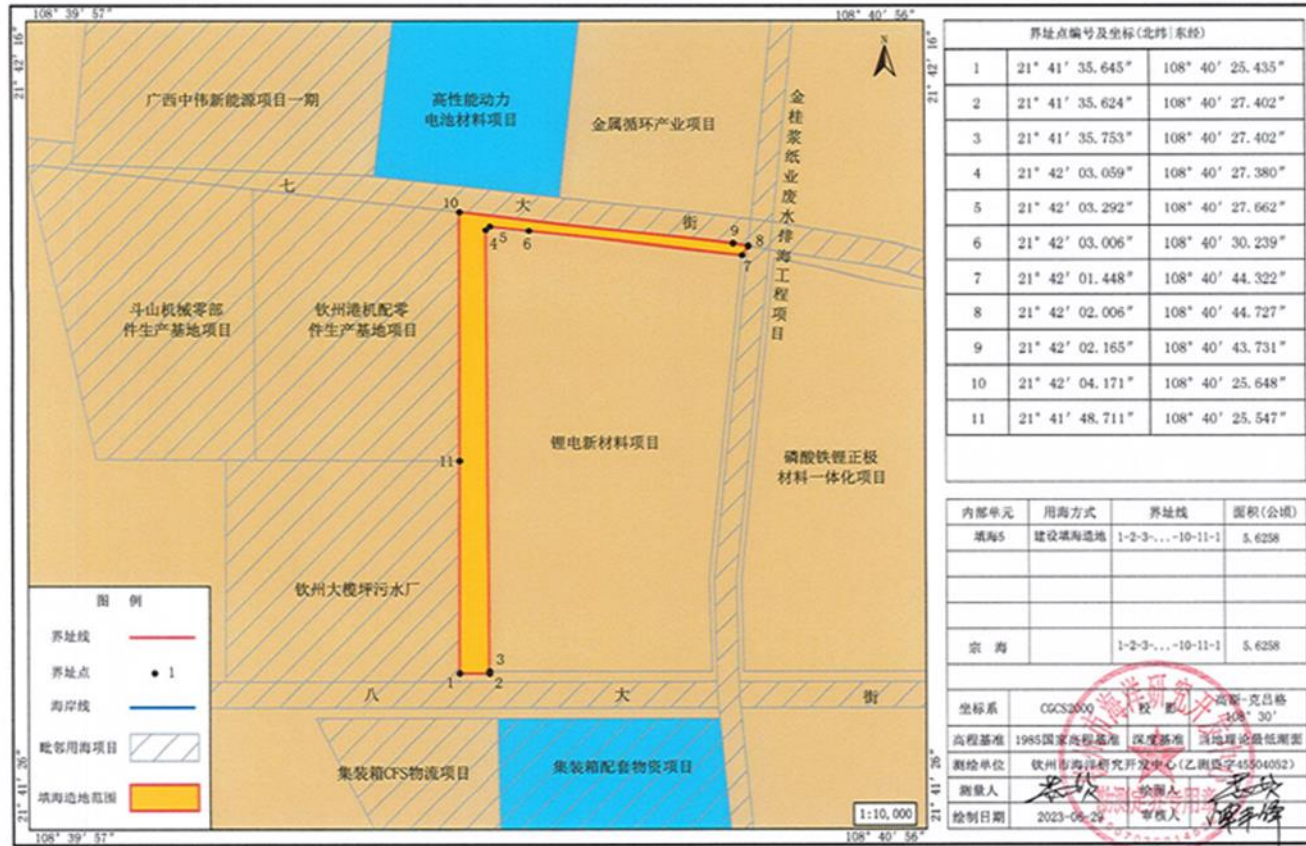 108° 39′ 57″
108° 40′ 56″
21° 42′ 16″
21° 42′ 16″
N
广西中伟新能源项目一期
高性能动力
电池材料项目
金属循环产业项目
金桂浆纸业废水排海工程项目
七
大
街
10
9
8
5
4
6
7
斗山机械零部
件生产基地项目
钦州港机配零
件生产基地项目
锂电新材料项目
磷酸铁锂正极
材料一体化项目
11
钦州大榄坪污水厂
3
1
2
八
大
街
集装箱CFS物流项目
集装箱配套物资项目
图 例
界址线
界址点
1
海岸线
毗邻用海项目
填海造地范围
1:10,000
21° 41′ 26″
21° 41′ 26″
108° 39′ 57″
108° 40′ 56″
界址点编号及坐标(北纬|东经)
1 21° 41′ 35.645″ 108° 40′ 25.435″
2 21° 41′ 35.624″ 108° 40′ 27.402″
3 21° 41′ 35.753″ 108° 40′ 27.402″
4 21° 42′ 03.059″ 108° 40′ 27.380″
5 21° 42′ 03.292″ 108° 40′ 27.662″
6 21° 42′ 03.006″ 108° 40′ 30.239″
7 21° 42′ 01.448″ 108° 40′ 44.322″
8 21° 42′ 02.006″ 108° 40′ 44.727″
9 21° 42′ 02.165″ 108° 40′ 43.731″
10 21° 42′ 04.171″ 108° 40′ 25.648″
11 21° 41′ 48.711″ 108° 40′ 25.547″
内部单元 用海方式 界址线 面积(公顷)
填海5 建设填海造地 1-2-3-...-10-11-1 5.6258
宗 海 1-2-3-...-10-11-1 5.6258
坐标系 CGCS2000 投 影 高斯-克吕格
108° 30′
高程基准 1985国家高程基准 深度基准 当地理论最低潮面
测绘单位 钦州市海洋研究开发中心(乙测资字45504052)
测量人 绘图人
绘制日期 2023-06-29 审核人